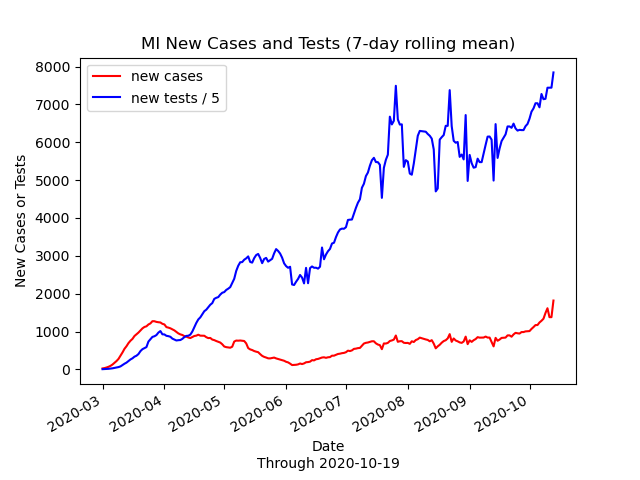 MI New Cases and Tests (7-day rolling mean)
new cases
new tests / 5
8000
7000
6000
5000
4000
3000
2000
1000
0
New Cases or Tests
2020-03
2020-04
2020-05
2020-06
2020-07
2020-08
2020-09
2020-10
Date
Through 2020-10-19